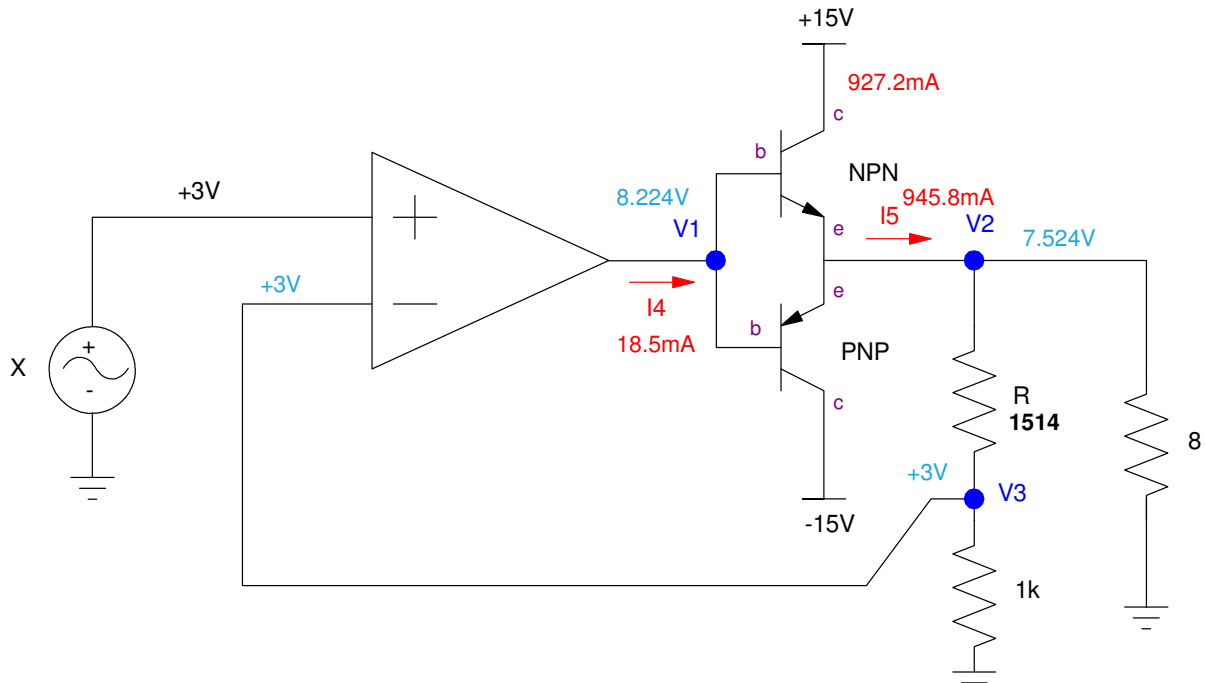 +15V
927.2mA
c
b
NPN
+3V
8.224V
945.8mA
V1
I5
V2
7.524V
e
+3V
I4
e
18.5mA
b
PNP
X
+
-
R
1514
c
8
+3V
V3
-15V
1k